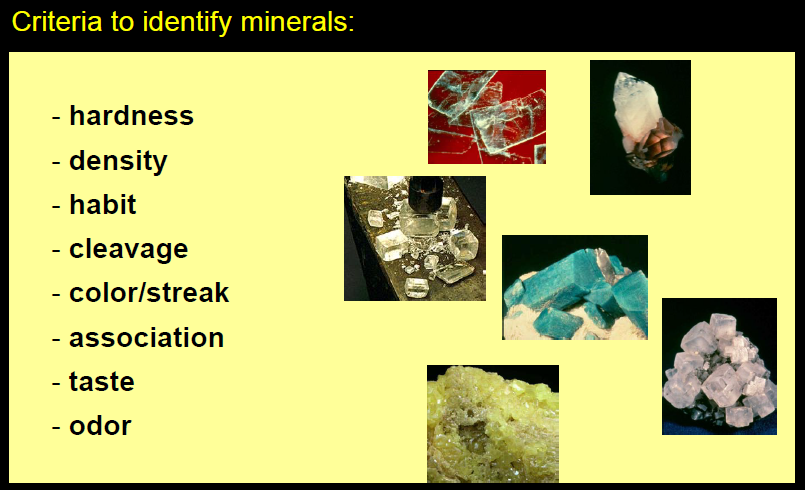 Criteria to identify minerals:
- hardness
- density
- habit
- cleavage
- color/streak
- association
- taste
- odor